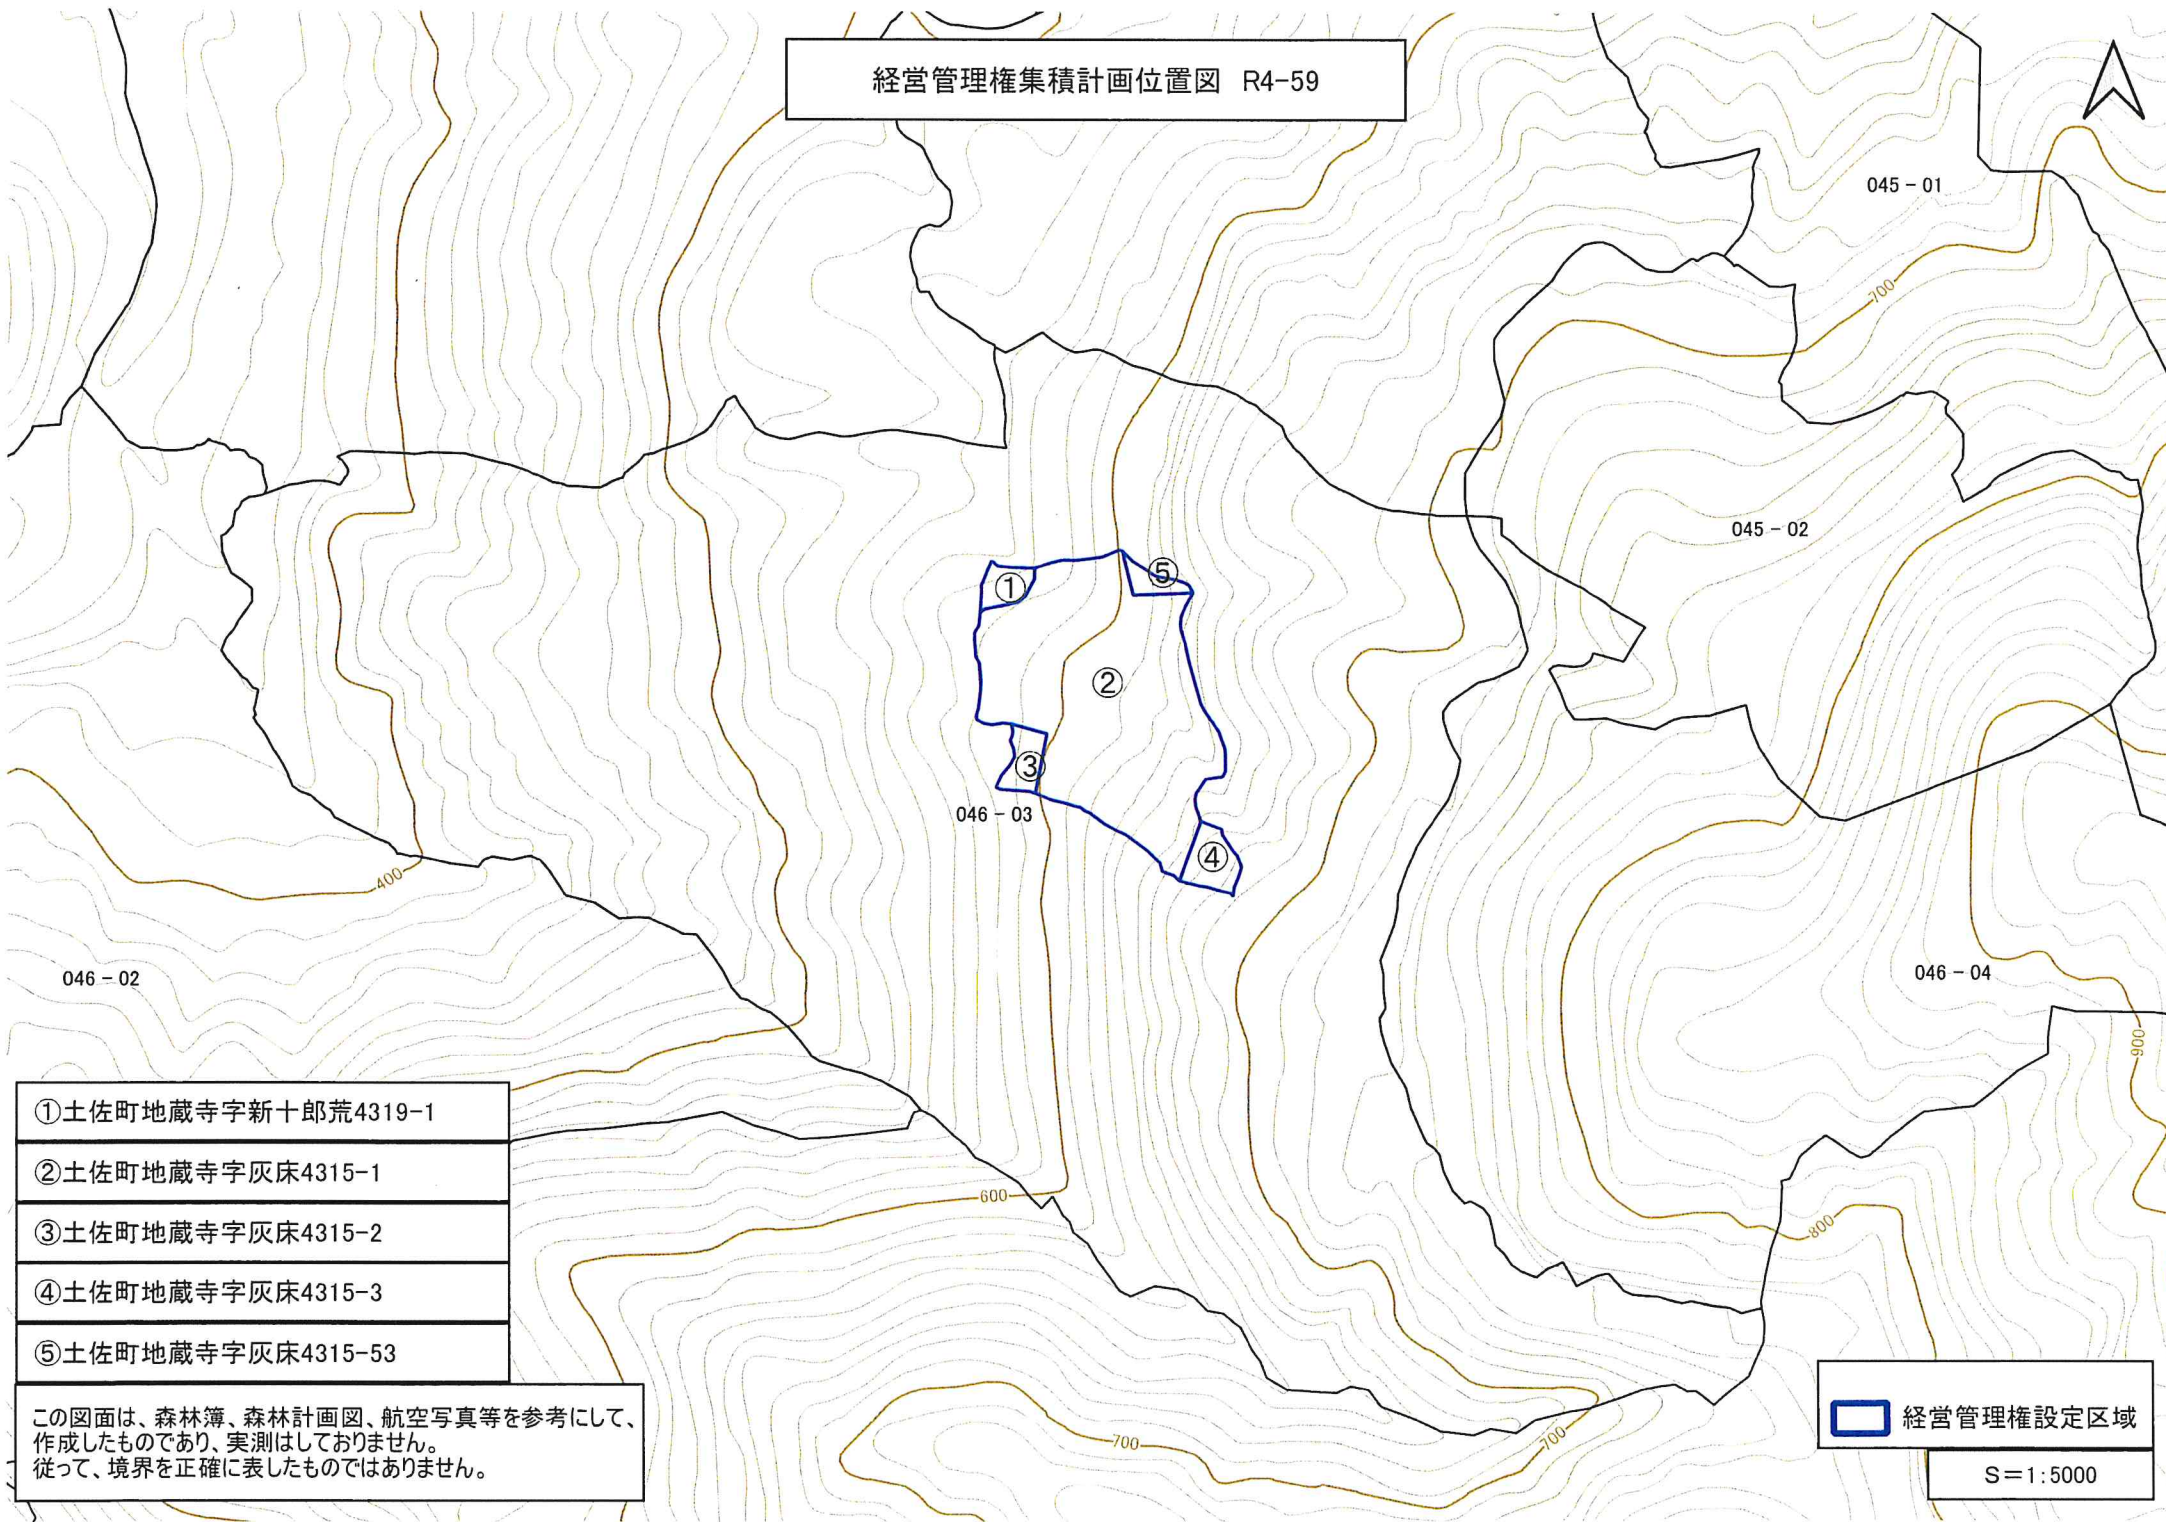 経営管理権集積計画位置図 R4-59
045-01
700
045-02
①
⑤
②
③
046-03
④
400
046-02
046-04
900
①土佐町地蔵寺字新十郎荒4319-1
②土佐町地蔵寺字灰床4315-1
③土佐町地蔵寺字灰床4315-2
④土佐町地蔵寺字灰床4315-3
⑤土佐町地蔵寺字灰床4315-53
600
800
この図面は、森林簿、森林計画図、航空写真等を参考にして、
作成したものであり、実測はしておりません。
従って、境界を正確に表したものではありません。
700
700
経営管理権設定区域
S=1:5000